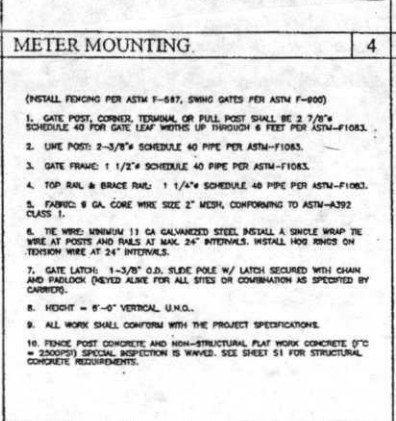 METER MOUNTING. 4
(INSTALL FENCING PER ASTM F-567, SWING GATES PER ASTM F-900)
1. GATE POST, CORNER, TERMINAL OR PULL POST SHALL BE 2 7/8"ø
SCHEDULE 40 FOR GATE LEAF WIDTHS UP THROUGH 6 FEET PER ASTM-F1083.
2. LINE POST: 2-3/8"ø SCHEDULE 40 PIPE PER ASTM-F1083.
3. GATE FRAME: 1 1/2"ø SCHEDULE 40 PIPE PER ASTM-F1083.
4. TOP RAIL & BRACE RAIL: 1 1/4"ø SCHEDULE 40 PIPE PER ASTM-F1083.
5. FABRIC: 9 GA. CORE WIRE SIZE 2" MESH, CONFORMING TO ASTM-A392
CLASS 1.
6. TIE WIRE: MINIMUM 11 GA GALVANIZED STEEL INSTALL A SINGLE WRAP TIE
WIRE AT POSTS AND RAILS AT MAX. 24" INTERVALS. INSTALL HOG RINGS ON
TENSION WIRE AT 24" INTERVALS.
7. GATE LATCH: 1-3/8" O.D. SLIDE POLE W/ LATCH SECURED WITH CHAIN
AND PADLOCK (KEYED ALIKE FOR ALL SITES OR COMBINATION AS SPECIFIED BY
CARRIER).
8. HEIGHT = 6'-0" VERTICAL U.N.O..
9. ALL WORK SHALL CONFORM WITH THE PROJECT SPECIFICATIONS.
10. FENCE POST CONCRETE AND NON-STRUCTURAL FLAT WORK CONCRETE (F'C
= 2500PSI) SPECIAL INSPECTION IS WAIVED. SEE SHEET S1 FOR STRUCTURAL
CONCRETE REQUIREMENTS.